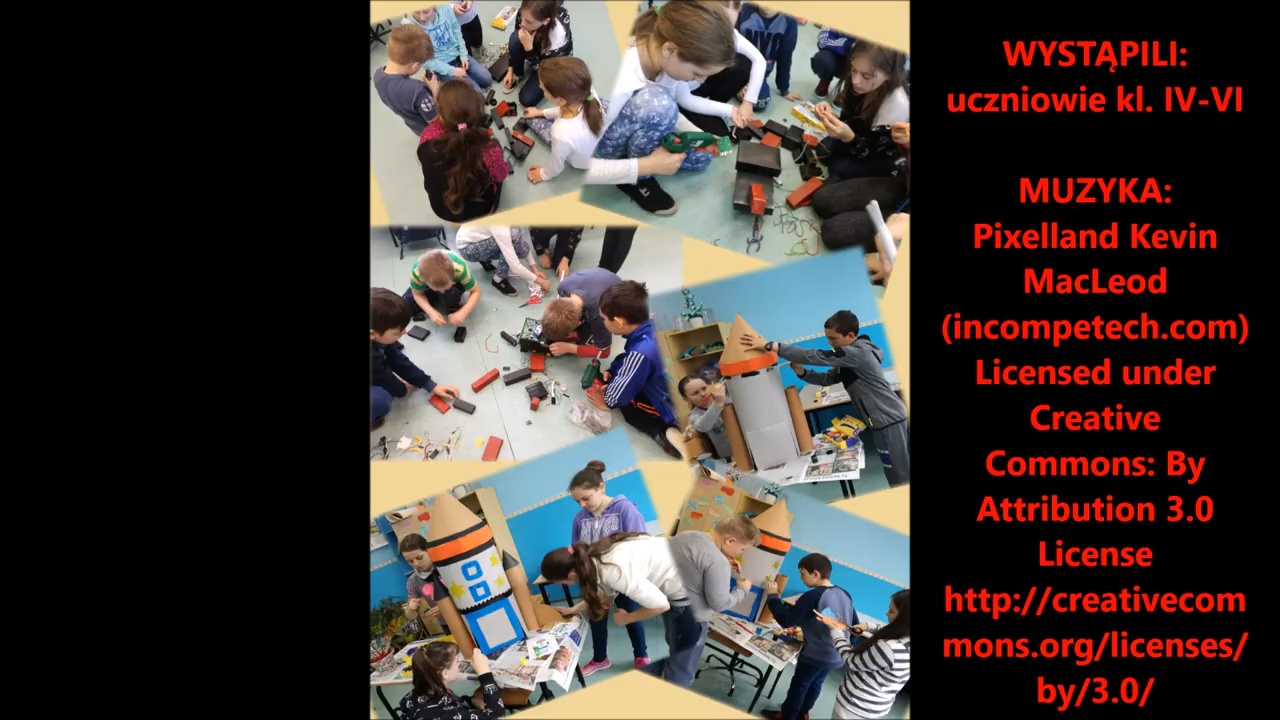 WYSTĄPILI:
uczniowie kl. IV-VI
MUZYKA:
Pixelland Kevin
MacLeod
(incompetech.com)
Licensed under
Creative
Commons: By
Attribution 3.0
License
http://creativecom
mons.org/licenses/
by/3.0/